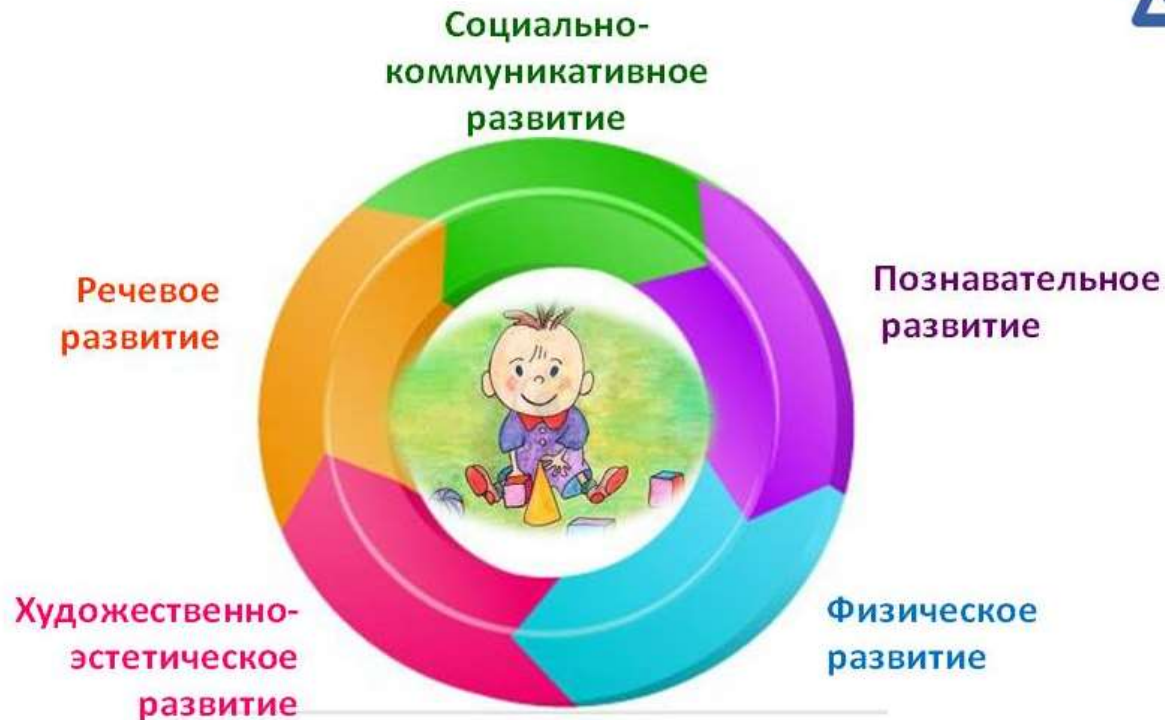 Социально-
коммуникативное
развитие
Познавательное
развитие
Физическое
развитие
Художественно-
эстетическое
развитие
Речевое
развитие